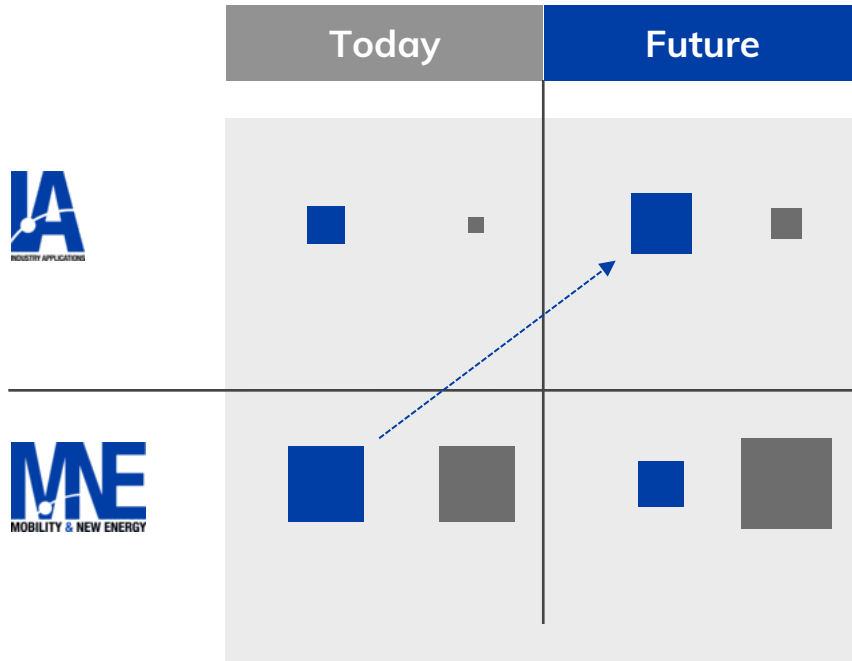 Today
Future
IA
INDUSTRY APPLICATIONS
MNE
MOBILITY & NEW ENERGY